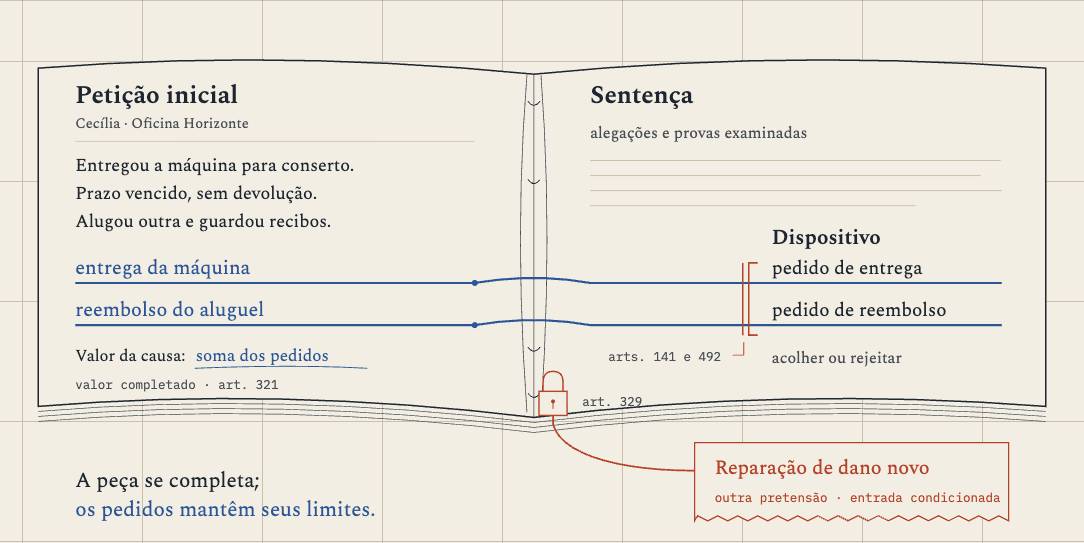 Petição inicial
Cecília · Oficina Horizonte
Entregou a máquina para conserto.
Prazo vencido, sem devolução.
Alugou outra e guardou recibos.
entrega da máquina
reembolso do aluguel
Valor da causa: soma dos pedidos
valor completado · art. 321
Sentença
alegações e provas examinadas
Dispositivo
pedido de entrega
pedido de reembolso
arts. 141 e 492
acolher ou rejeitar
art. 329
Reparação de dano novo
outra pretensão · entrada condicionada
A peça se completa;
os pedidos mantêm seus limites.